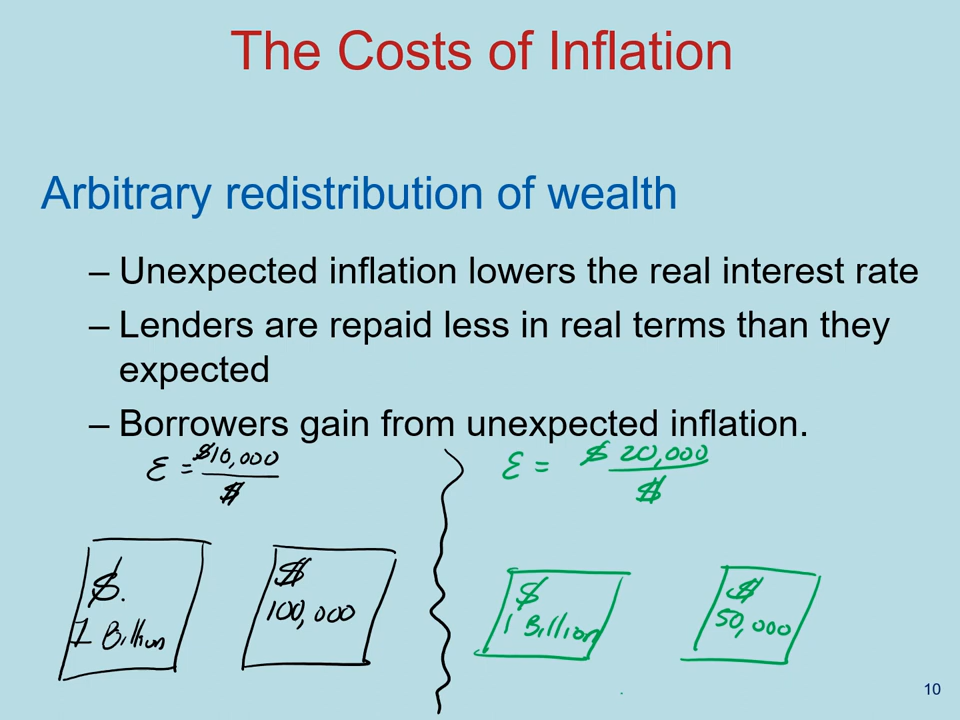 The Costs of Inflation
Arbitrary redistribution of wealth
– Unexpected inflation lowers the real interest rate
– Lenders are repaid less in real terms than they
expected
– Borrowers gain from unexpected inflation.
ε = $10,000
$
ε = $ 20,000
$
$.
1 Billion
$
100,000
$
1 Billion
$
50,000
10